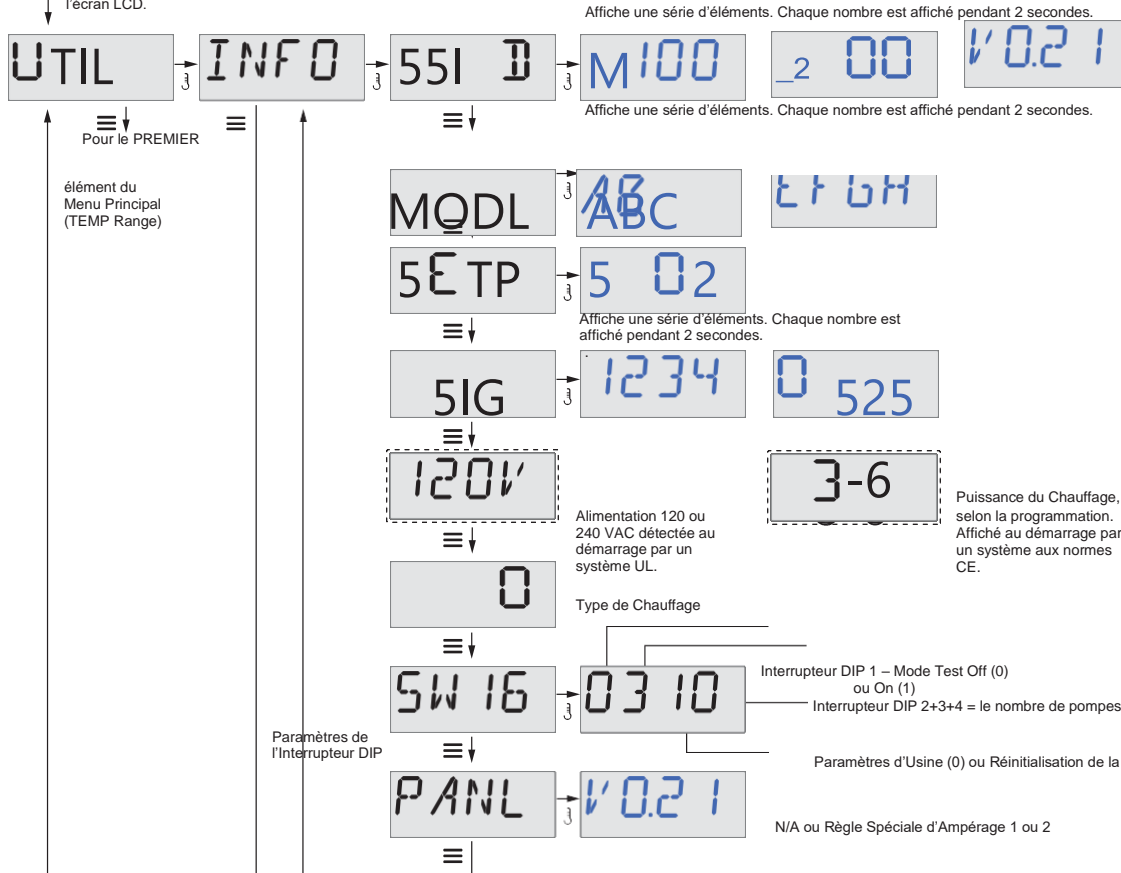 l'écran LCD.
Affiche une série d'éléments. Chaque nombre est affiché pendant 2 secondes.
UTIL
INFO
55I D
M100
_2 00
V 0.21
Affiche une série d'éléments. Chaque nombre est affiché pendant 2 secondes.
Pour le PREMIER
élément du
Menu Principal
(TEMP Range)
MODL
ABC
EFGH
5ETP
5 02
Affiche une série d'éléments. Chaque nombre est
affiché pendant 2 secondes.
.
5IG
1234
0 525
120V
3-6
Alimentation 120 ou
240 VAC détectée au
démarrage par un
système UL.
Puissance du Chauffage,
selon la programmation.
Affiché au démarrage par
un système aux normes
CE.
0
Type de Chauffage
SW 16
0310
Interrupteur DIP 1 – Mode Test Off (0)
ou On (1)
Interrupteur DIP 2+3+4 = le nombre de pompes
Paramètres de
l'Interrupteur DIP
Paramètres d'Usine (0) ou Réinitialisation de la
PANL
V 0.21
N/A ou Règle Spéciale d'Ampérage 1 ou 2